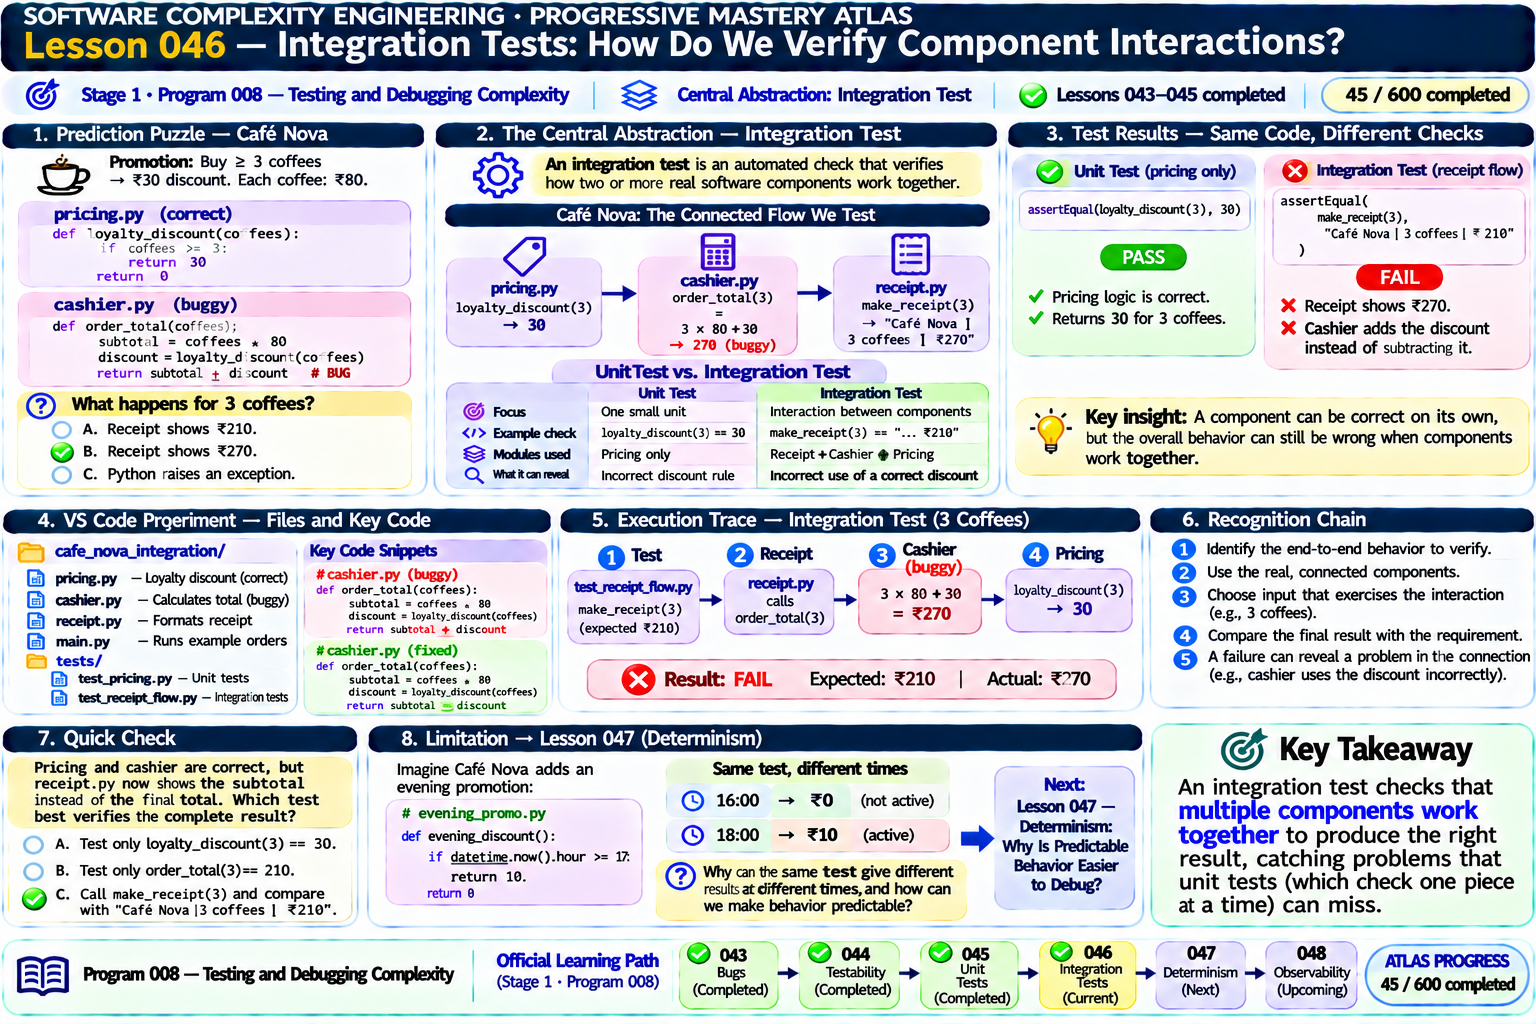 SOFTWARE COMPLEXITY ENGINEERING · PROGRESSIVE MASTERY ATLAS
Lesson 046 — Integration Tests: How Do We Verify Component Interactions?
Stage 1 · Program 008 — Testing and Debugging Complexity
Central Abstraction: Integration Test
Lessons 043–045 completed
45 / 600 completed
1. Prediction Puzzle — Café Nova
Promotion: Buy ≥ 3 coffees
→ ₹30 discount. Each coffee: ₹80.
pricing.py (correct)
def loyalty_discount(coffees):
if coffees >= 3:
return 30
return 0
cashier.py (buggy)
def order_total(coffees);
subtotal = coffees * 80
discount = loyalty_discount(coffees)
return subtotal + discount # BUG
What happens for 3 coffees?
A. Receipt shows ₹210.
B. Receipt shows ₹270.
C. Python raises an exception.
2. The Central Abstraction — Integration Test
An integration test is an automated check that verifies
how two or more real software components work together.
Café Nova: The Connected Flow We Test
pricing.py
loyalty_discount(3)
→ 30
cashier.py
order_total(3)
=
3 × 80 + 30
→ 270 (buggy)
receipt.py
make_receipt(3)
→ "Café Nova ]
3 coffees ] ₹270"
UnitTest vs. Integration Test
Unit Test
Integration Test
Focus
One small unit
Interaction between components
</> Example check
loyalty_discount(3) == 30
make_receipt(3) == "... ₹210"
Modules used
Pricing only
Receipt + Cashier + Pricing
What it can reveal
Incorrect discount rule
Incorrect use of a correct discount
3. Test Results — Same Code, Different Checks
Unit Test (pricing only)
assertEqual(loyalty_discount(3), 30)
PASS
✓ Pricing logic is correct.
✓ Returns 30 for 3 coffees.
Integration Test (receipt flow)
assertEqual(
make_receipt(3),
"Café Nova | 3 coffees | ₹ 210"
)
FAIL
✗ Receipt shows ₹270.
✗ Cashier adds the discount
instead of subtracting it.
Key insight: A component can be correct on its own,
but the overall behavior can still be wrong when components
work together.
4. VS Code Proreriment — Files and Key Code
cafe_nova_integration/
pricing.py — Loyalty discount (correct)
cashier.py — Calculates total (buggy)
receipt.py — Formats receipt
main.py — Runs example orders
tests/
test_pricing.py — Unit tests
test_receipt_flow.py — Integration tests
Key Code Snippets
# cashier.py (buggy)
def order_total(coffees):
subtotal = coffees * 80
discount = loyalty_discount(coffees)
return subtotal + discount
# cashier.py (fixed)
def order_total(coffees):
subtotal = coffees * 80
discount = loyalty_discount(coffees)
return subtotal discount
5. Execution Trace — Integration Test (3 Coffees)
1 Test
test_receipt_flow.py
make_receipt(3)
(expected ₹210)
2 Receipt
receipt.py
calls
order_total(3)
3 Cashier
(buggy)
3 × 80 + 30
= ₹270
4 Pricing
loyalty_discount(3)
→ 30
Result: FAIL Expected: ₹210 | Actual: ₹270
6. Recognition Chain
1 Identify the end-to-end behavior to verify.
2 Use the real, connected components.
3 Choose input that exercises the interaction
(e.g., 3 coffees).
4 Compare the final result with the requirement.
5 A failure can reveal a problem in the connection
(e.g., cashier uses the discount incorrectly).
7. Quick Check
Pricing and cashier are correct, but
receipt.py now shows the subtotal
instead of the final total. Which test
best verifies the complete result?
A. Test only loyalty_discount(3) == 30.
B. Test only order_total(3)== 210.
C. Call make_receipt(3) and compare
with "Café Nova |3 coffees [ ₹210".
8. Limitation → Lesson 047 (Determinism)
Imagine Café Nova adds an
evening promotion:
# evening_promo.py
def evening_discount():
if datetime.now().hour >= 17:
return 10.
return 0
Same test, different times
16:00 → ₹0 (not active)
18:00 → ₹10 (active)
Why can the same test give different
results at different times, and how can
we make behavior predictable?
Next:
Lesson 047 —
Determinism:
Why Is Predictable
Behavior Easier
to Debug?
Key Takeaway
An integration test checks that
multiple components work
together to produce the right
result, catching problems that
unit tests (which check one piece
at a time) can miss.
Program 008 — Testing and Debugging Complexity
Official Learning Path
(Stage 1 · Program 008)
043
Bugs
(Completed)
044
Testability
(Completed)
045
Unit
Tests
(Completed)
046
Integration
Tests
(Current)
047
Determinism
(Next)
048
Observability
(Upcoming)
ATLAS PROGRESS
45 / 600 completed